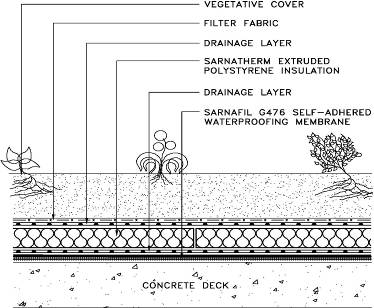 VEGETATIVE COVER
FILTER FABRIC
DRAINAGE LAYER
SARNATHERM EXTRUDED
POLYSTYRENE INSULATION
DRAINAGE LAYER
SARNAFIL G476 SELF-ADHERED
WATERPROOFING MEMBRANE
CONCRETE DECK